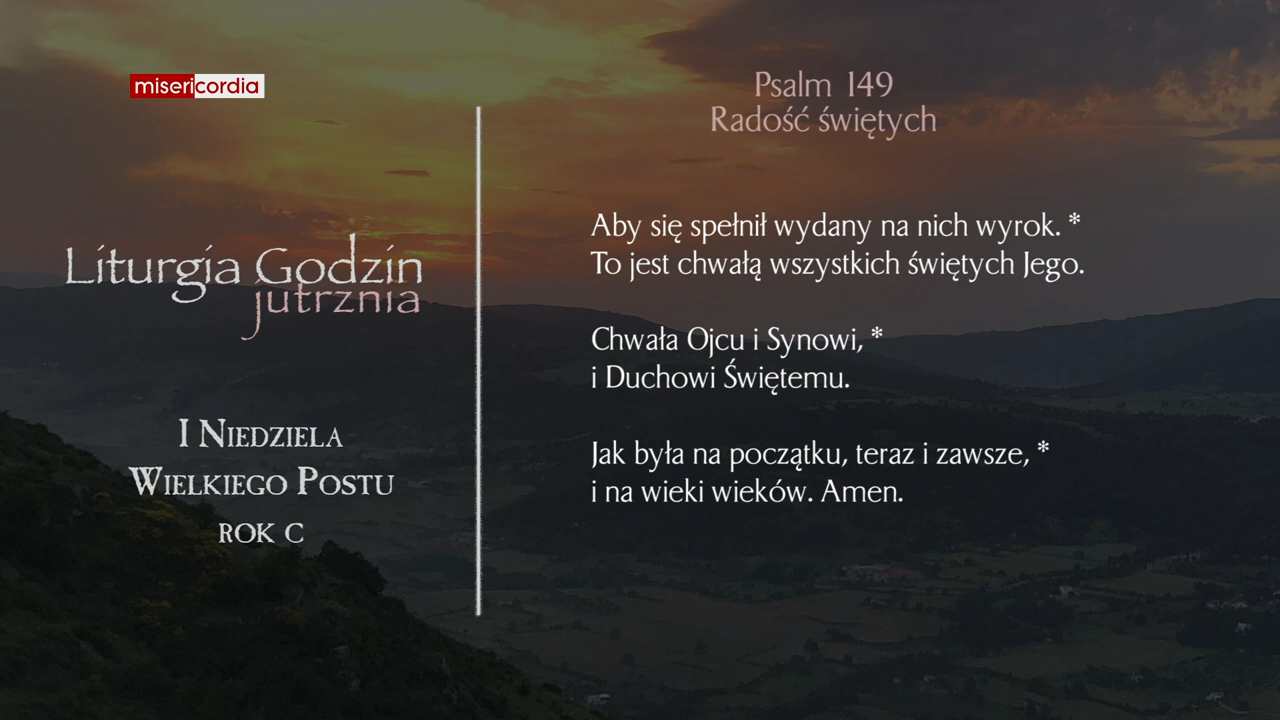 misericordia
Liturgia Godzin
jutrznia
I Niedziela
Wielkiego Postu
rok C
Psalm 149
Radość świętych
Aby się spełnił wydany na nich wyrok. *
To jest chwałą wszystkich świętych Jego.
Chwała Ojcu i Synowi, *
i Duchowi Świętemu.
Jak była na początku, teraz i zawsze, *
i na wieki wieków. Amen.